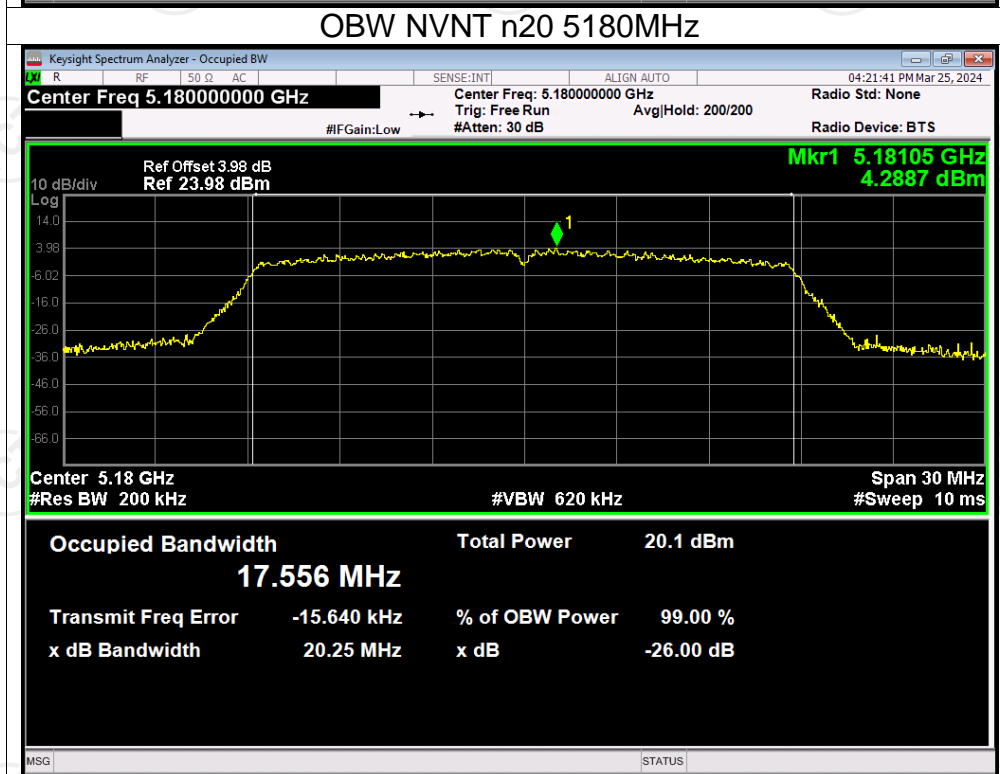 OBW NVNT n20 5180MHz
Keysight Spectrum Analyzer - Occupied BW
LXI R RF 50 Ω AC SENSE:INT ALIGN AUTO 04:21:41 PM Mar 25, 2024
Center Freq 5.180000000 GHz Center Freq: 5.180000000 GHz Radio Std: None
Trig: Free Run Avg|Hold: 200/200
#IFGain:Low #Atten: 30 dB Radio Device: BTS
Mkr1 5.18105 GHz
4.2887 dBm
Ref Offset 3.98 dB
10 dB/div Ref 23.98 dBm
Log
1
14.0
3.98
-6.02
-16.0
-26.0
-36.0
-46.0
-56.0
-66.0
Center 5.18 GHz Span 30 MHz
#Res BW 200 kHz #VBW 620 kHz #Sweep 10 ms
Occupied Bandwidth Total Power 20.1 dBm
17.556 MHz
Transmit Freq Error -15.640 kHz % of OBW Power 99.00 %
x dB Bandwidth 20.25 MHz x dB -26.00 dB
MSG STATUS